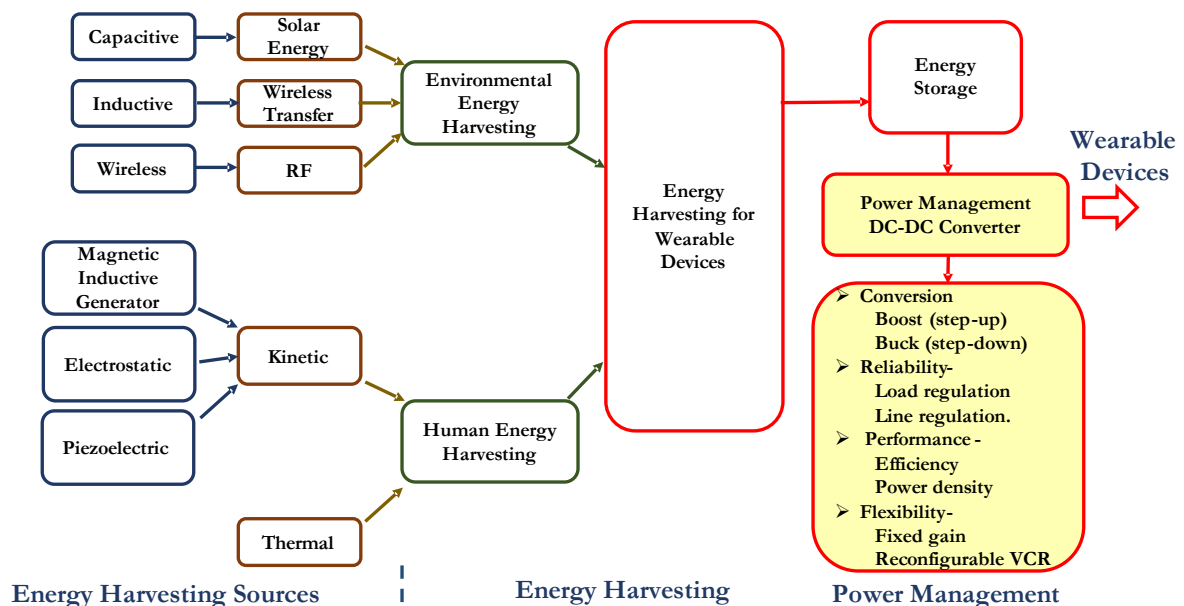 Capacitive
Solar
Energy
Inductive
Wireless
Transfer
Wireless
RF
Environmental
Energy
Harvesting
Magnetic
Inductive
Generator
Electrostatic
Piezoelectric
Kinetic
Thermal
Human Energy
Harvesting
Energy
Harvesting for
Wearable
Devices
Energy
Storage
Power Management
DC-DC Converter
Wearable
Devices
➢ Conversion
Boost (step-up)
Buck (step-down)
➢ Reliability-
Load regulation
Line regulation.
➢ Performance -
Efficiency
Power density
➢ Flexibility-
Fixed gain
Reconfigurable VCR
Energy Harvesting Sources
Energy Harvesting
Power Management